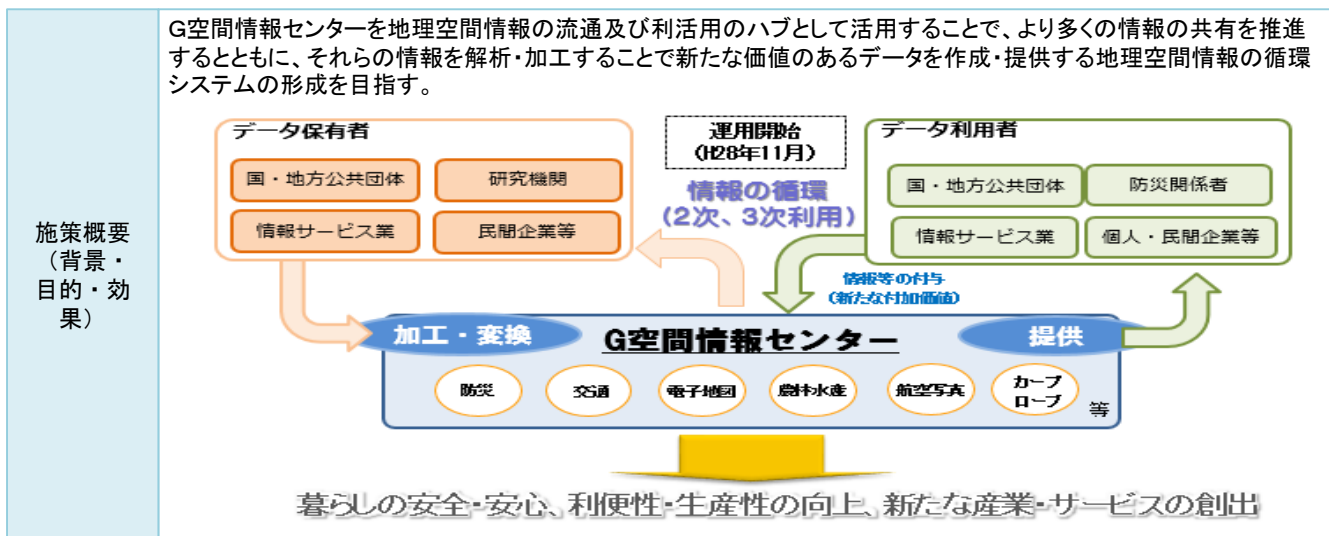 施策概要
（背景・
目的・効
果）
G空間情報センターを地理空間情報の流通及び利活用のハブとして活用することで、より多くの情報の共有を推進
するとともに、それらの情報を解析・加工することで新たな価値のあるデータを作成・提供する地理空間情報の循環
システムの形成を目指す。
データ保有者
国・地方公共団体
研究機関
情報サービス業
民間企業等
運用開始
（H28年11月）
情報の循環
（2次、3次利用）
データ利用者
国・地方公共団体
防災関係者
情報サービス業
個人・民間企業等
情報等の付与
（新たな付加価値）
加工・変換
G空間情報センター
提供
防災
交通
電子地図
農林水産
航空写真
カーブ
ローブ
等
暮らしの安全・安心、利便性・生産性の向上、新たな産業・サービスの創出